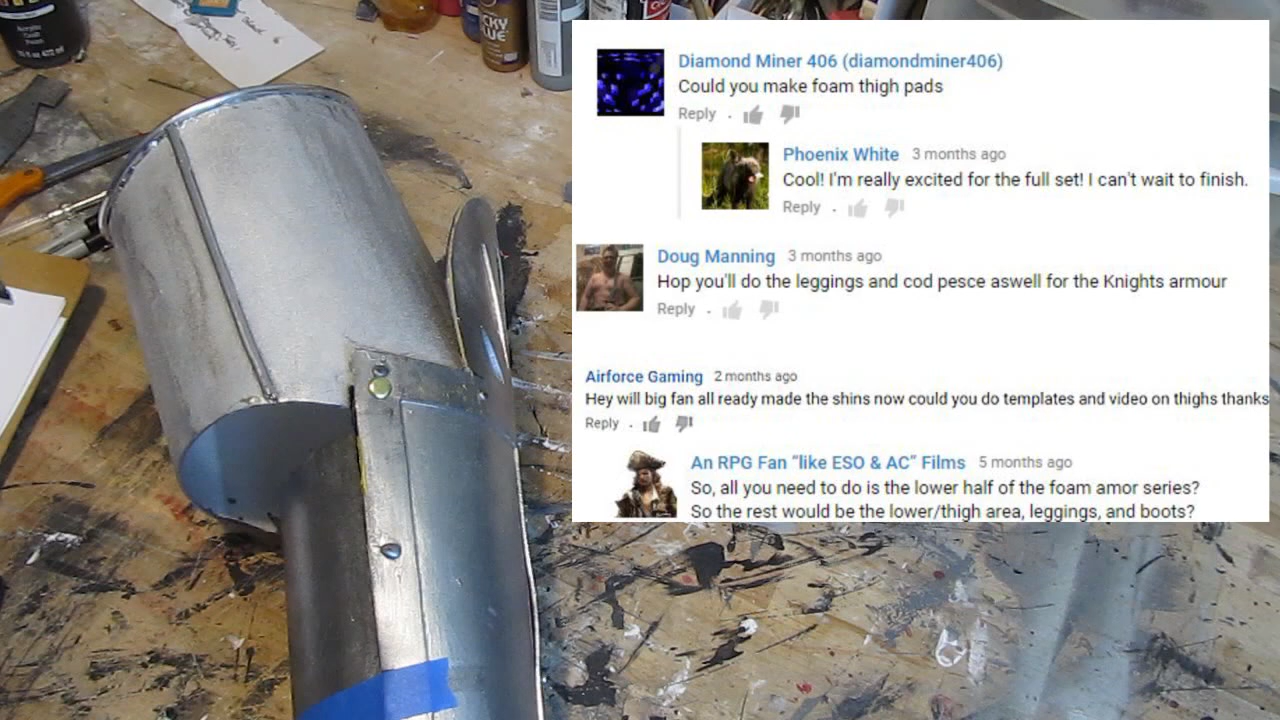 Acrylic
Craft
Paint
Diamond Miner 406 (diamondminer406)
Could you make foam thigh pads
Reply .
Phoenix White 3 months ago
Cool! I'm really excited for the full set! I can't wait to finish.
Reply .
Doug Manning 3 months ago
Hop you'll do the leggings and cod pesce aswell for the Knights armour
Reply .
Airforce Gaming 2 months ago
Hey will big fan all ready made the shins now could you do templates and video on thighs thanks
Reply .
An RPG Fan “like ESO & AC” Films 5 months ago
So, all you need to do is the lower half of the foam amor series?
So the rest would be the lower/thigh area, leggings, and boots?